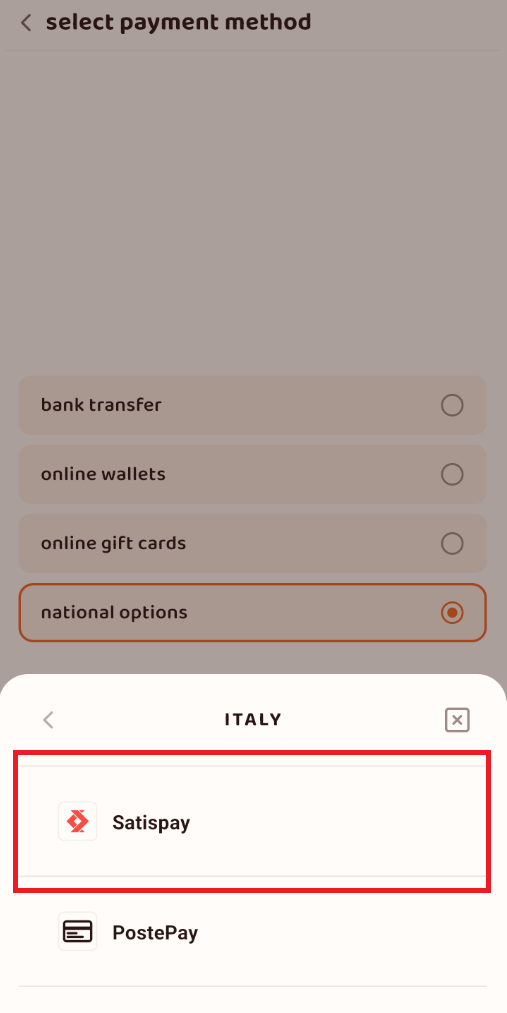 select payment method
bank transfer
online wallets
online gift cards
national options
ITALY
Satispay
PostePay